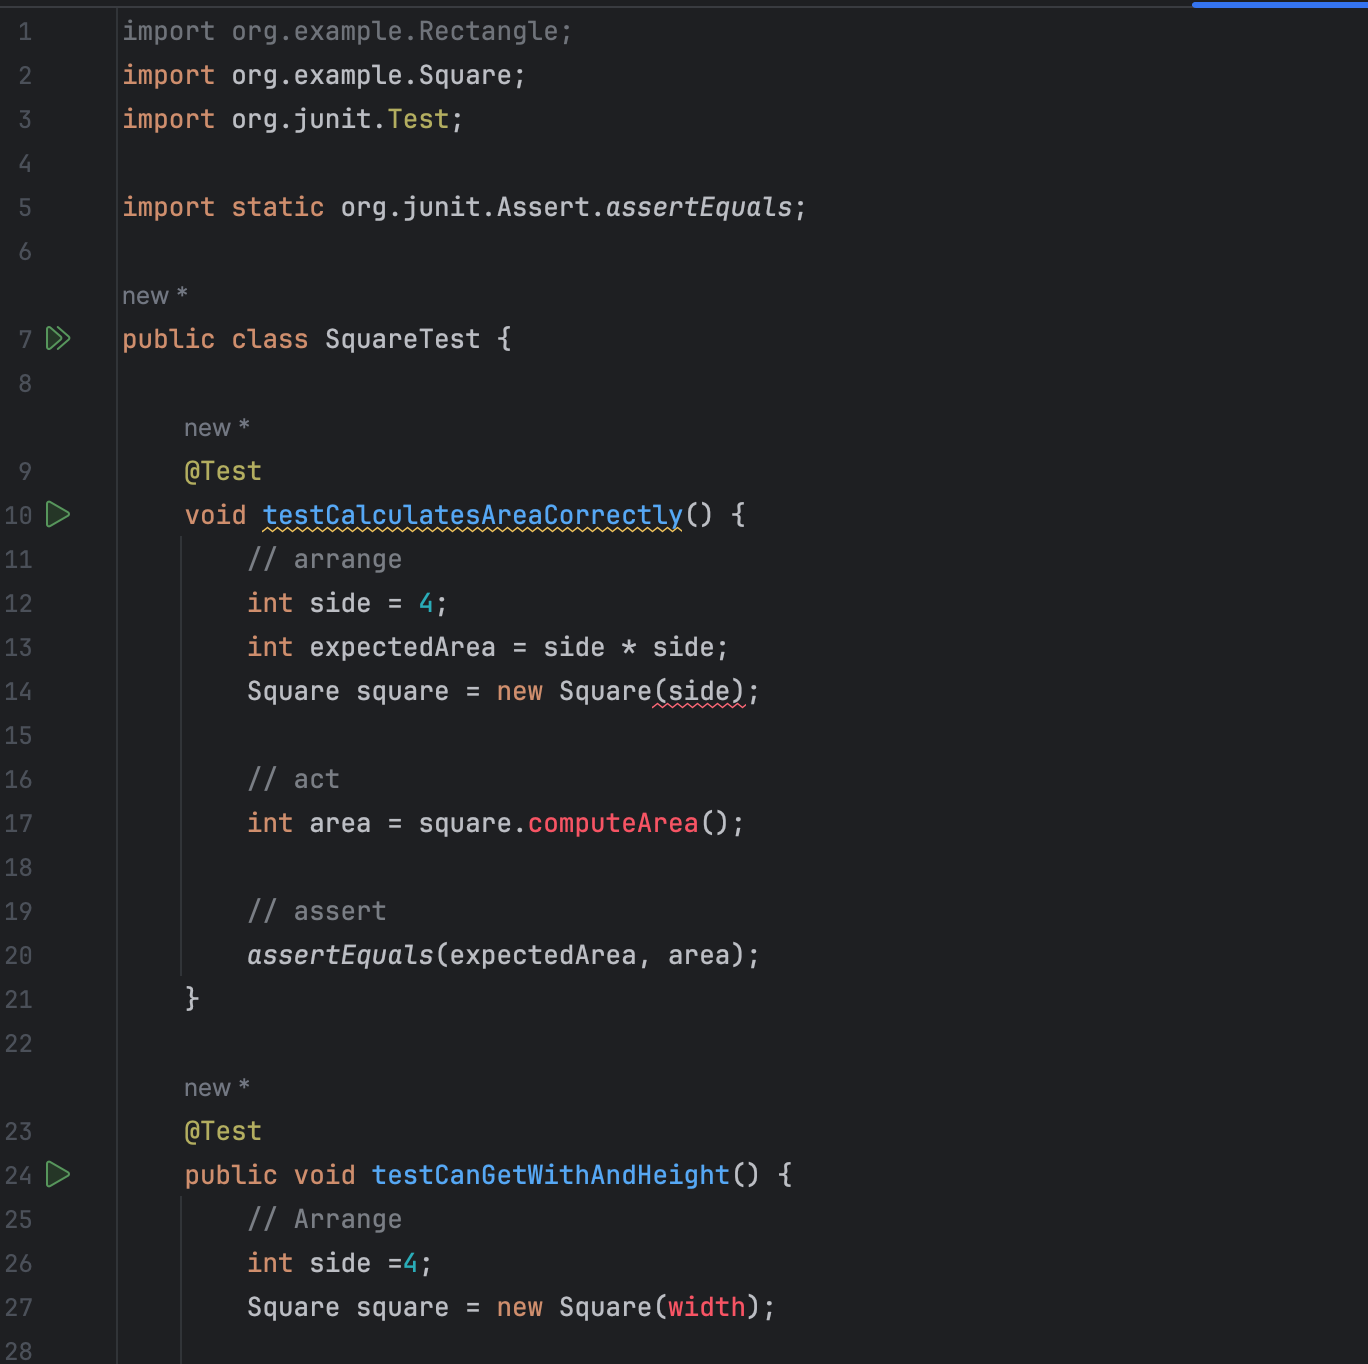 1 import org.example.Rectangle;
2 import org.example.Square;
3 import org.junit.Test;
4
5 import static org.junit.Assert.assertEquals;
6
new *
7 public class SquareTest {
8
new *
9 @Test
10 void testCalculatesAreaCorrectly() {
11 // arrange
12 int side = 4;
13 int expectedArea = side * side;
14 Square square = new Square(side);
15
16 // act
17 int area = square.computeArea();
18
19 // assert
20 assertEquals(expectedArea, area);
21 }
22
new *
23 @Test
24 public void testCanGetWithAndHeight() {
25 // Arrange
26 int side =4;
27 Square square = new Square(width);
28